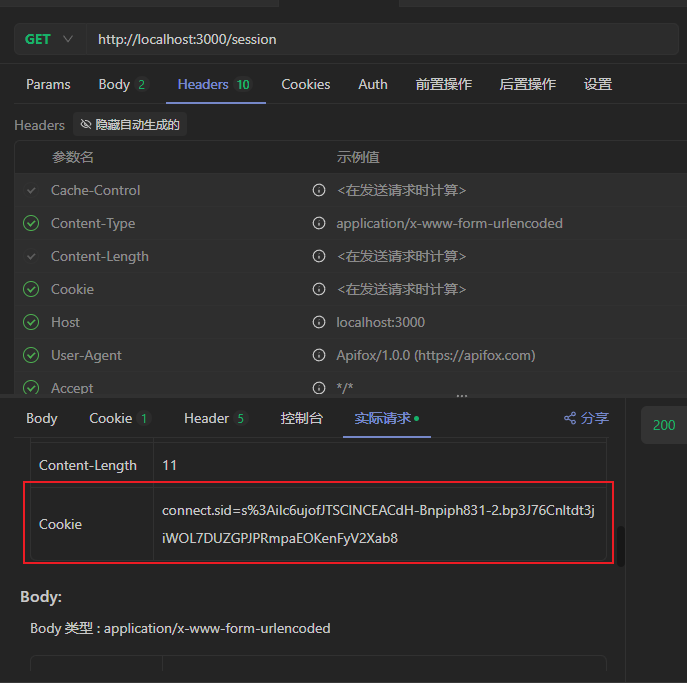 GET http://localhost:3000/session
Params Body 2 Headers 10 Cookies Auth 前置操作 后置操作 设置
Headers 隐藏自动生成的
参数名 示例值
Cache-Control <在发送请求时计算>
Content-Type application/x-www-form-urlencoded
Content-Length <在发送请求时计算>
Cookie <在发送请求时计算>
Host localhost:3000
User-Agent Apifox/1.0.0 (https://apifox.com)
Accept */*
...
Body Cookie 1 Header 5 控制台 实际请求 分享 200
Content-Length 11
Cookie connect.sid=s%3Ailc6ujofJTSClNCEACdH-Bnpiph831-2.bp3J76Cnltdt3j
iWOL7DUZGPJPRmpaEOKenFyV2Xab8
Body:
Body 类型 : application/x-www-form-urlencoded